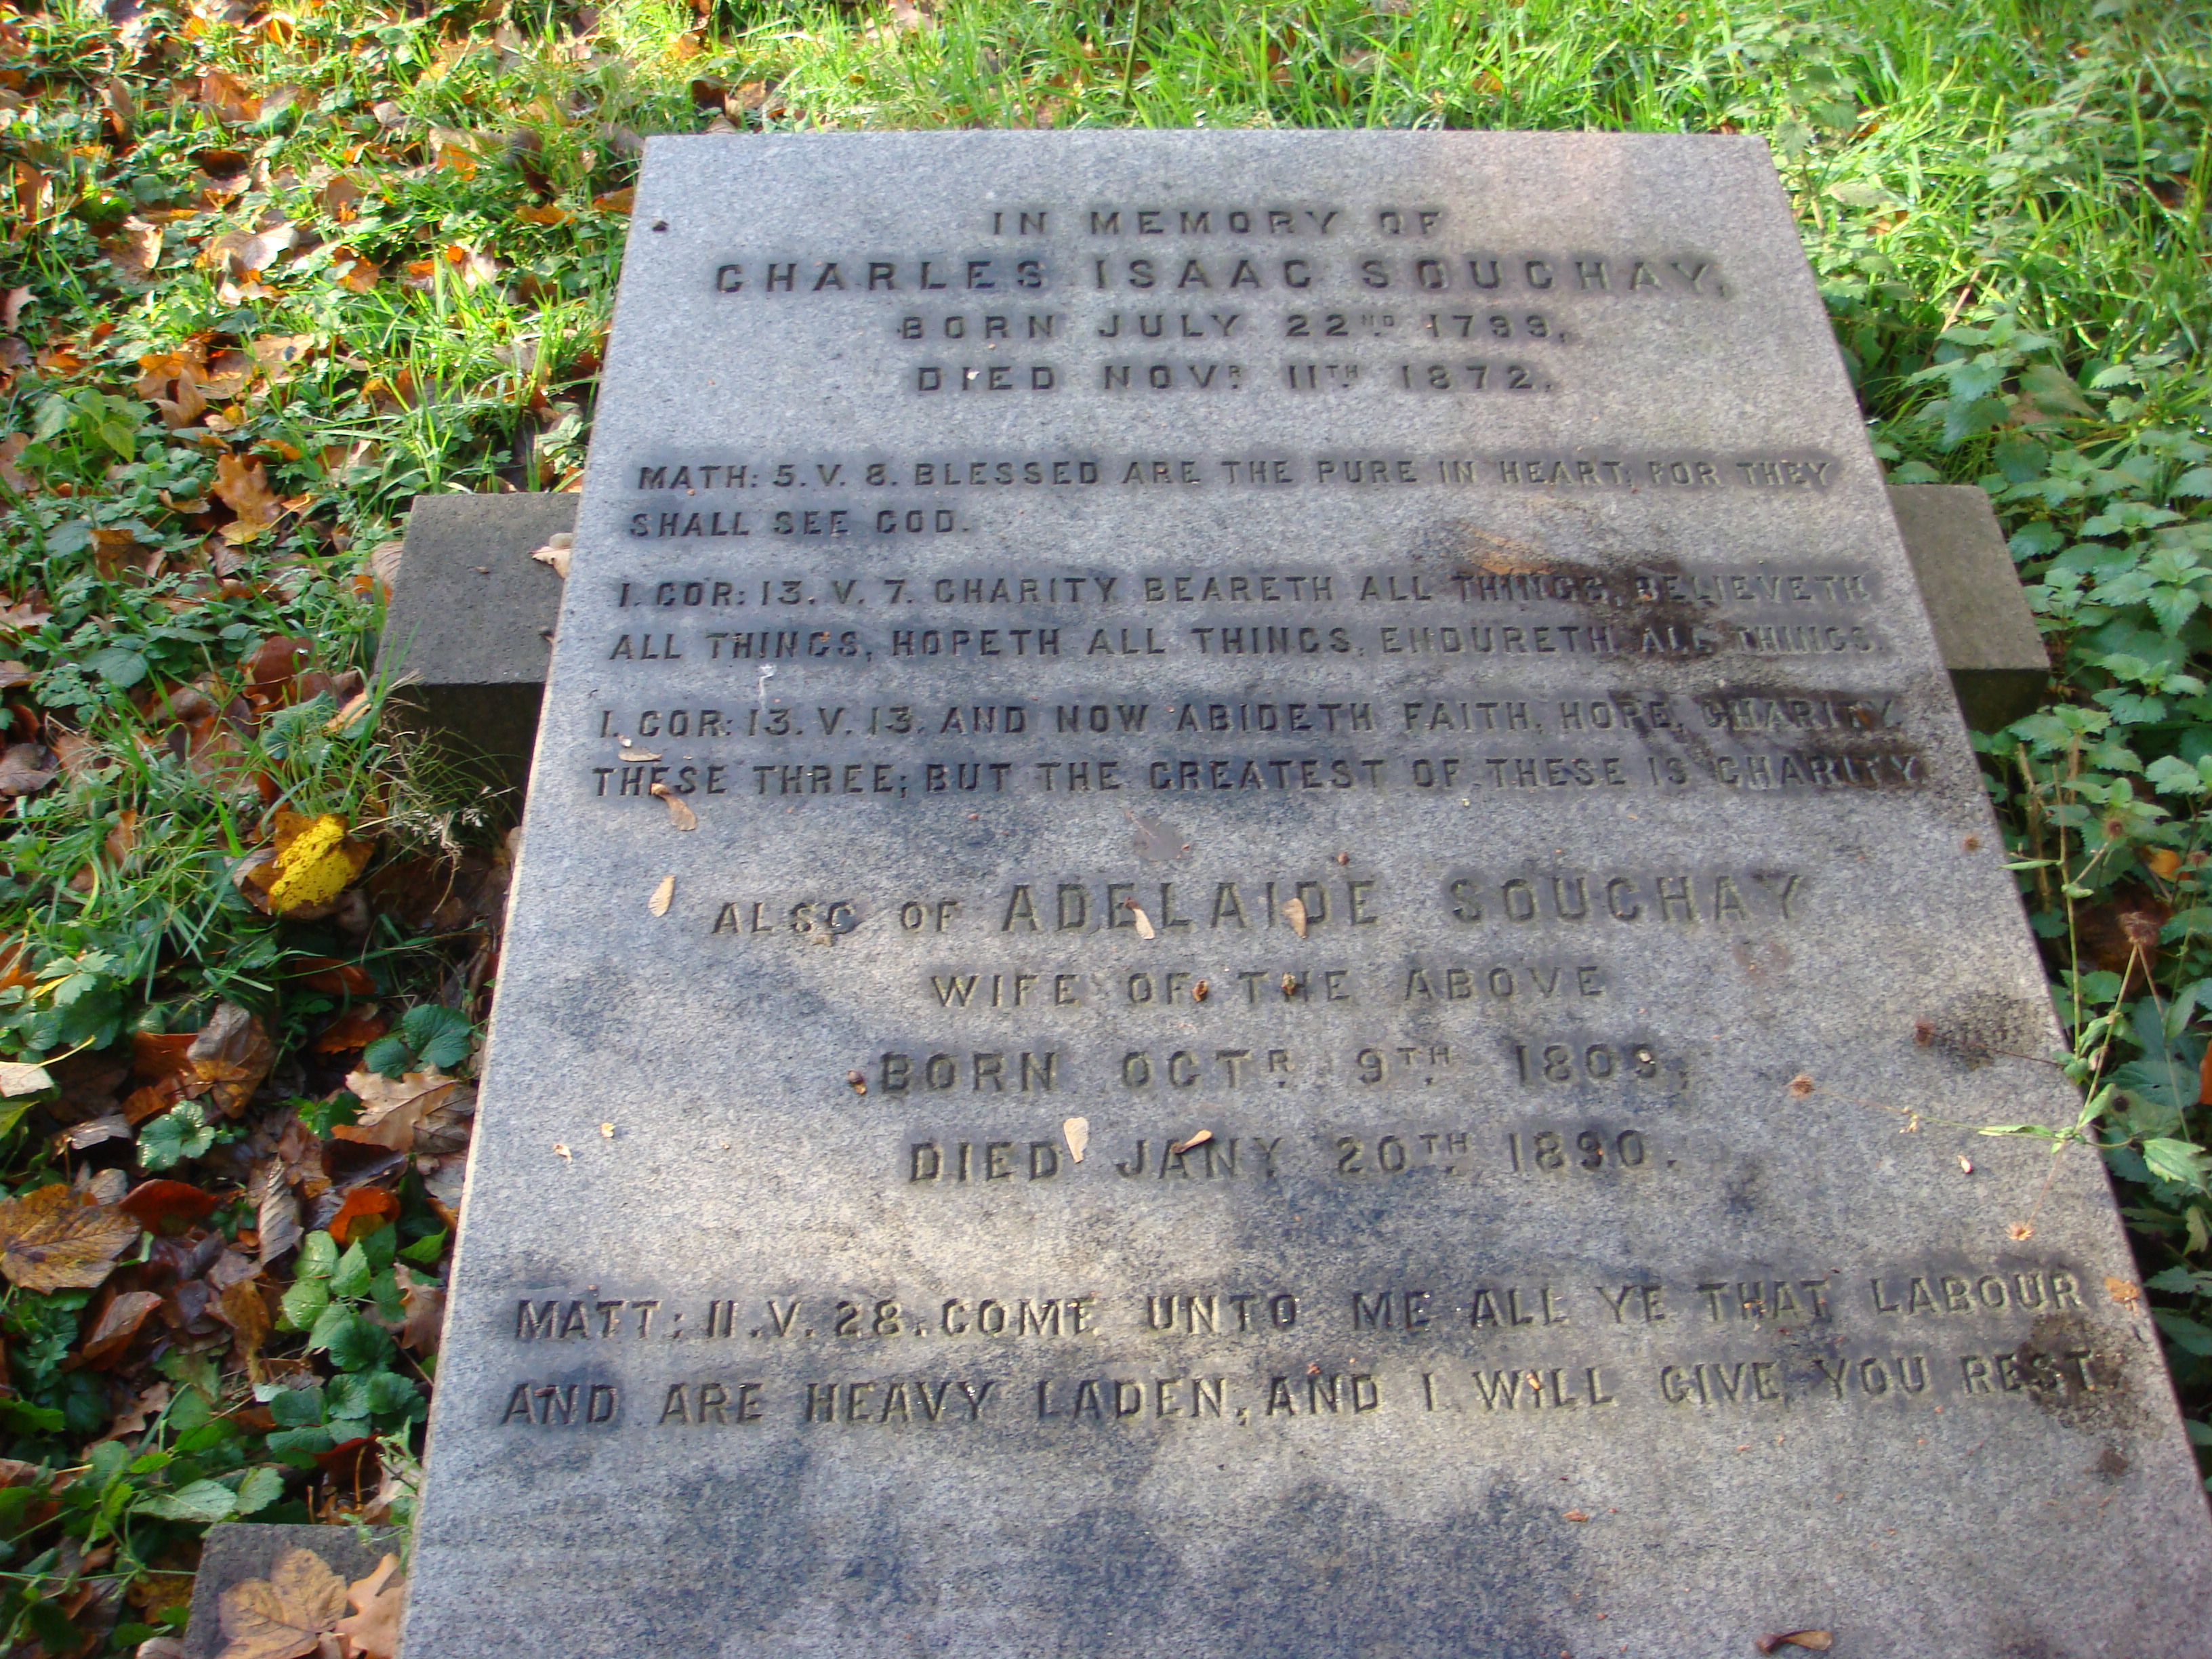 IN MEMORY OF
CHARLES ISAAC SOUCHAY,
BORN JULY 22ND 1799,
DIED NOVR 11TH 1872.
MATH: 5. V. 8. BLESSED ARE THE PURE IN HEART; FOR THEY
SHALL SEE GOD.
I. COR: 13. V. 7. CHARITY BEARETH ALL THINGS, BELIEVETH
ALL THINGS, HOPETH ALL THINGS, ENDURETH ALL THINGS.
I. COR: 13. V. 13. AND NOW ABIDETH FAITH, HOPE, CHARITY
THESE THREE; BUT THE GREATEST OF THESE IS CHARITY
ALSO OF ADELAIDE SOUCHAY
WIFE OF THE ABOVE
BORN OCTR 9TH 1809,
DIED JANY 20TH 1890.
MATT: 11. V. 28. COME UNTO ME ALL YE THAT LABOUR
AND ARE HEAVY LADEN, AND I WILL GIVE YOU REST.